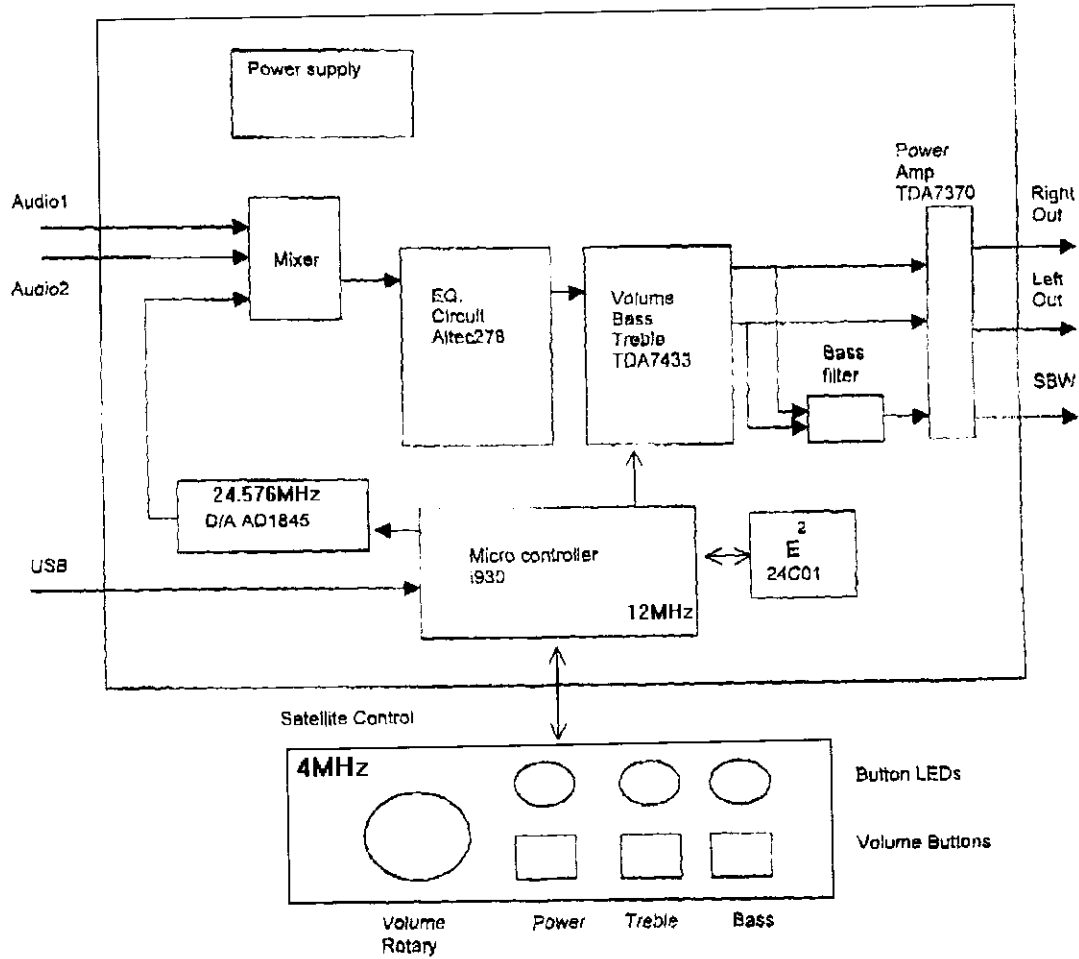 Power supply
Power
Amp
TDA7370
Audio1
Right
Out
Mixer
Audio2
EQ.
Circuit
Altec278
Volume
Bass
Treble
TDA7433
Left
Out
Bass
filter
SBW
24.576MHz
D/A AD1845
USB
Micro controller
i930
12MHz
2
E
24C01
Satellite Control
4MHz
Button LEDs
Volume Buttons
Volume
Rotary
Power
Treble
Bass